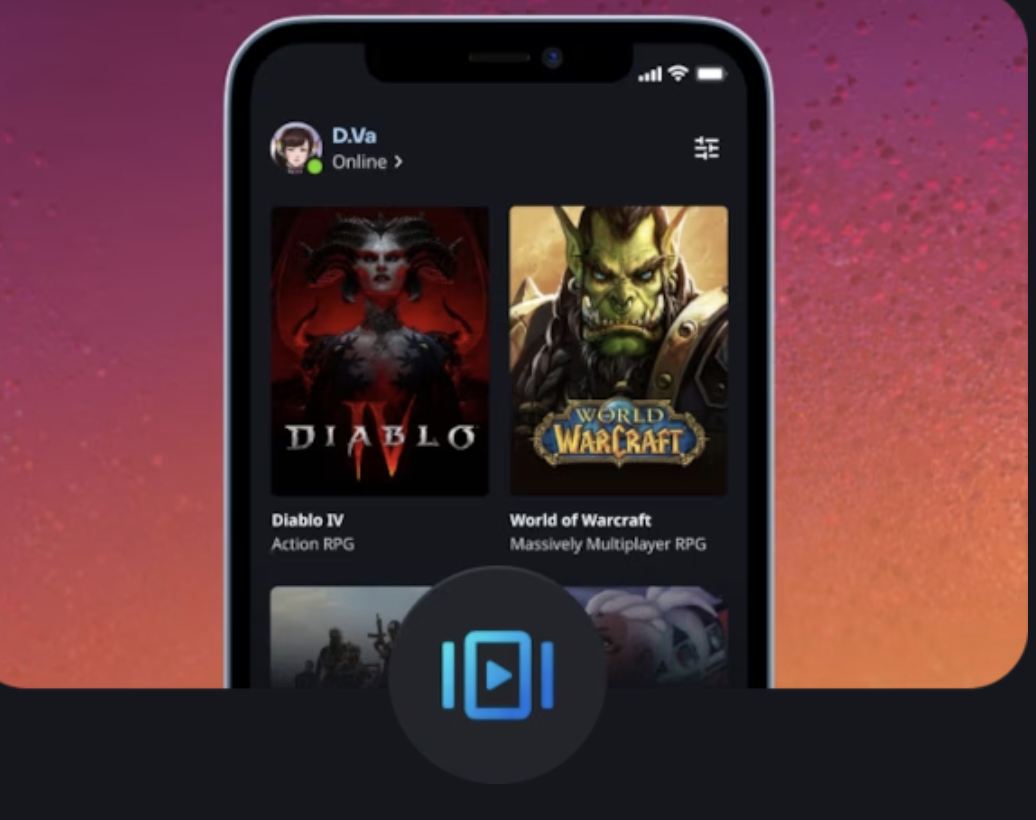 D.Va
Online
DIABLO
IV
WORLD
WARCRAFT
Diablo IV
World of Warcraft
Action RPG
Massively Multiplayer RPG